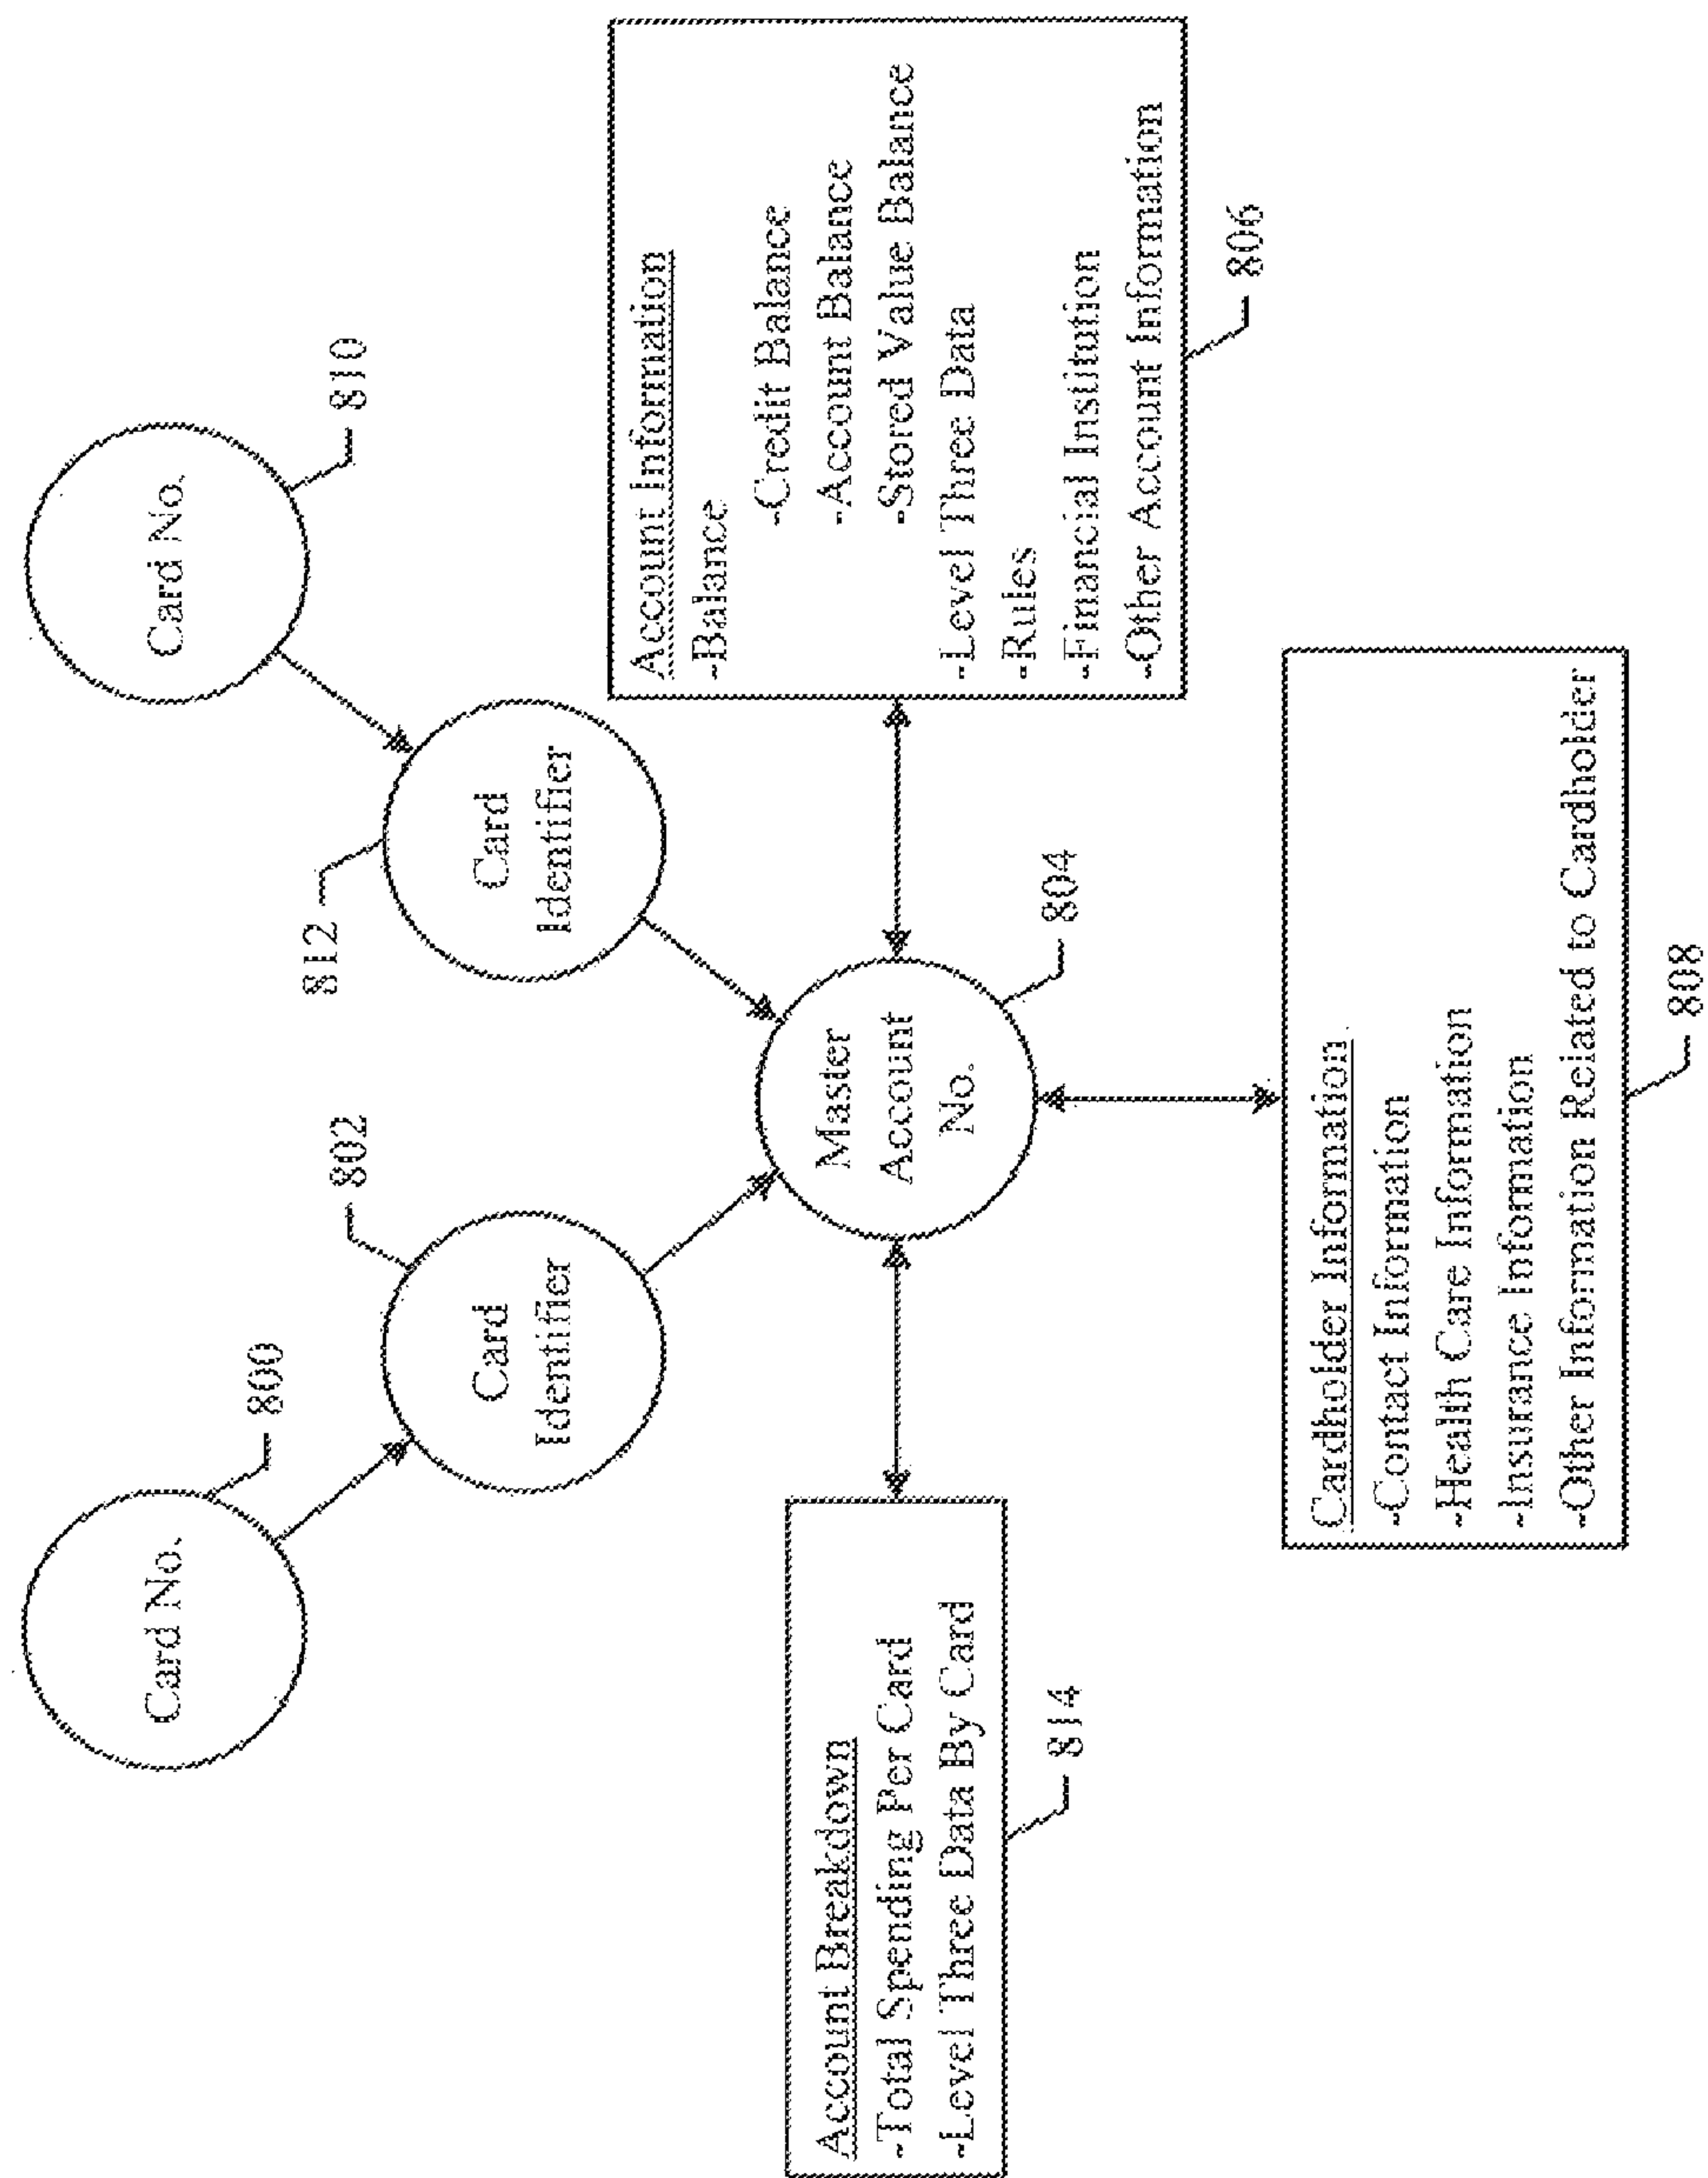 Card No.
800
Card No.
810
Card
Identifier
802
Card
Identifier
812
Master
Account
No.
804
Account Breakdown
-Total Spending Per Card
-Level Three Data By Card
814
Account Information
-Balance
-Credit Balance
-Account Balance
-Stored Value Balance
-Level Three Data
-Rules
-Financial Institution
-Other Account Information
806
Cardholder Information
-Contact Information
-Health Care Information
-Insurance Information
-Other Information Related to Cardholder
808